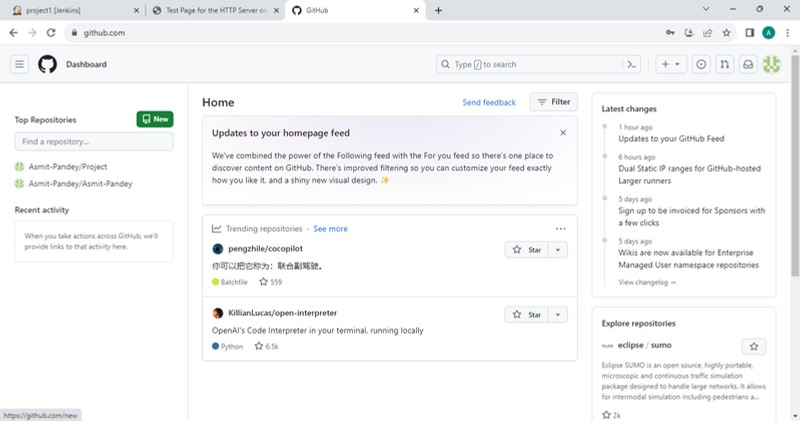 project1 [Jenkins]
Test Page for the HTTP Server on
GitHub
github.com
A
Dashboard
Type / to search
Home
Send feedback
Filter
Top Repositories
New
Find a repository...
Asmit-Pandey/Project
Asmit-Pandey/Asmit-Pandey
Recent activity
When you take actions across GitHub, we'll
provide links to that activity here.
Updates to your homepage feed
We've combined the power of the Following feed with the For you feed so there's one place to
discover content on GitHub. There's improved filtering so you can customize your feed exactly
how you like it, and a shiny new visual design. ✨
Trending repositories · See more
pengzhile/cocopilot
Star
你可以把它称为：联合副驾驶。
Batchfile 559
KillianLucas/open-interpreter
Star
OpenAI's Code Interpreter in your terminal, running locally
Python 6.5k
Latest changes
1 hour ago
Updates to your GitHub Feed
6 hours ago
Dual Static IP ranges for GitHub-hosted
Larger runners
5 days ago
Sign up to be invoiced for Sponsors with
a few clicks
5 days ago
Wikis are now available for Enterprise
Managed User namespace repositories
View changelog →
Explore repositories
eclipse / sumo
Eclipse SUMO is an open source, highly portable,
microscopic and continuous traffic simulation
package designed to handle large networks. It allows
for intermodal simulation including pedestrians a...
2k
https://github.com/new